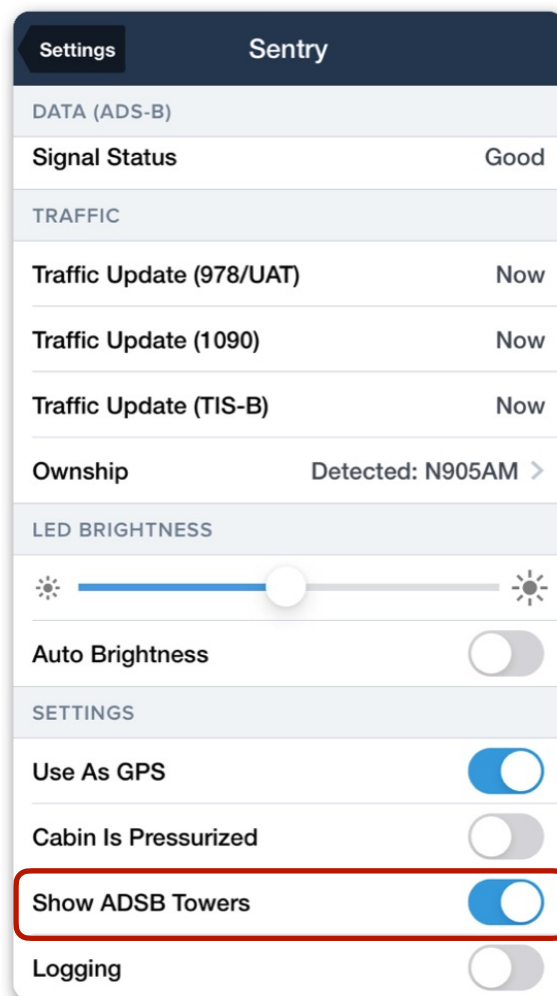 Settings
Sentry
DATA (ADS-B)
Signal Status Good
TRAFFIC
Traffic Update (978/UAT) Now
Traffic Update (1090) Now
Traffic Update (TIS-B) Now
Ownship Detected: N905AM >
LED BRIGHTNESS
Auto Brightness
SETTINGS
Use As GPS
Cabin Is Pressurized
Show ADSB Towers
Logging